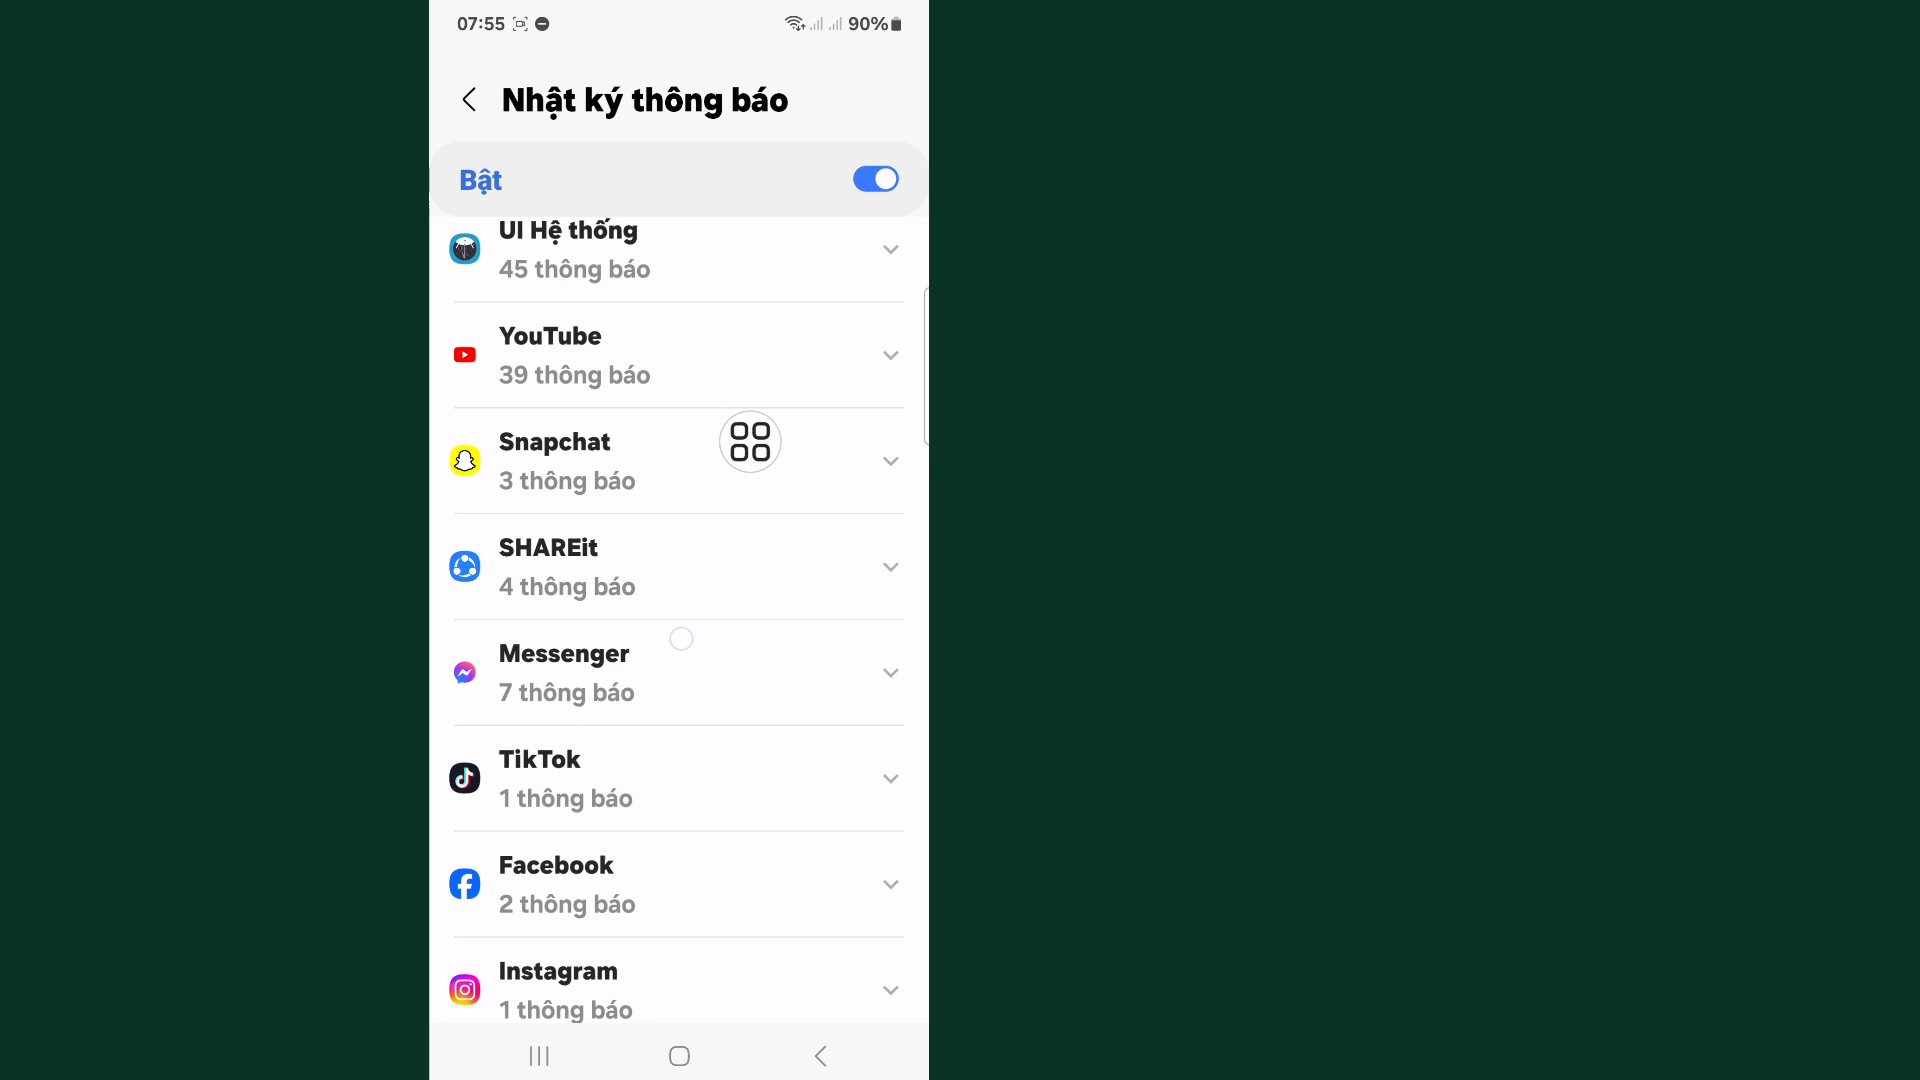 07:55
90%
Nhật ký thông báo
Bật
UI Hệ thống
45 thông báo
YouTube
39 thông báo
Snapchat
3 thông báo
SHAREit
4 thông báo
Messenger
7 thông báo
TikTok
1 thông báo
Facebook
2 thông báo
Instagram
1 thông báo